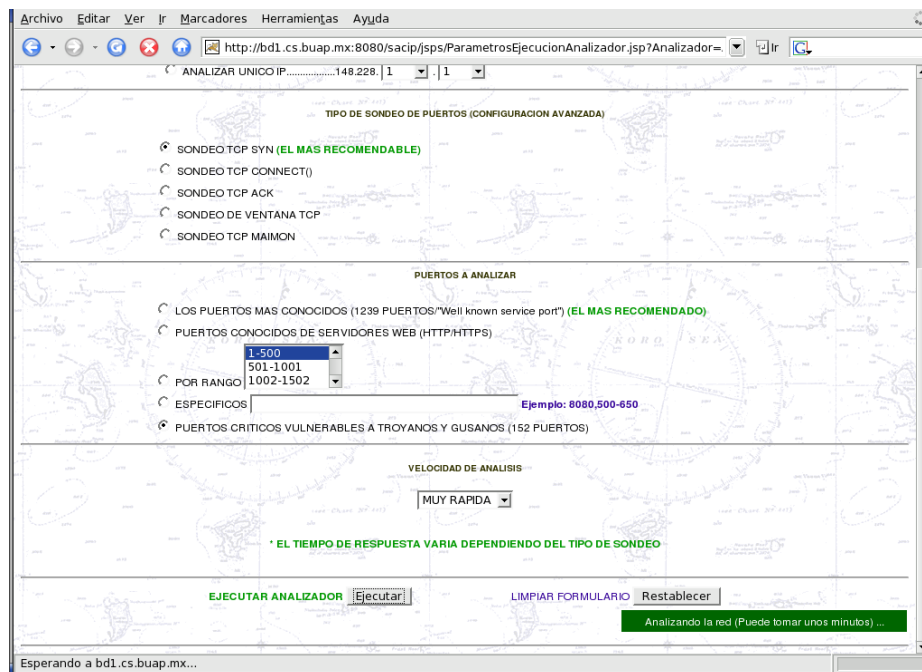 Archivo Editar Ver Ir Marcadores Herramientas Ayuda
http://bd1.cs.buap.mx:8080/sacip/jsps/ParametrosEjecucionAnalizador.jsp?Analizador=. Ir G
ANALIZAR UNICO IP.................148.228. 1 . 1
TIPO DE SONDEO DE PUERTOS (CONFIGURACION AVANZADA)
SONDEO TCP SYN (EL MAS RECOMENDABLE)
SONDEO TCP CONNECT()
SONDEO TCP ACK
SONDEO DE VENTANA TCP
SONDEO TCP MAIMON
PUERTOS A ANALIZAR
LOS PUERTOS MAS CONOCIDOS (1239 PUERTOS/"Well known service port") (EL MAS RECOMENDADO)
PUERTOS CONOCIDOS DE SERVIDORES WEB (HTTP/HTTPS)
1-500
501-1001
POR RANGO 1002-1502
ESPECIFICOS Ejemplo: 8080,500-650
PUERTOS CRITICOS VULNERABLES A TROYANOS Y GUSANOS (152 PUERTOS)
VELOCIDAD DE ANALISIS
MUY RAPIDA
* EL TIEMPO DE RESPUESTA VARIA DEPENDIENDO DEL TIPO DE SONDEO
EJECUTAR ANALIZADOR Ejecutar LIMPIAR FORMULARIO Restablecer
Analizando la red (Puede tomar unos minutos) ...
Esperando a bd1.cs.buap.mx...